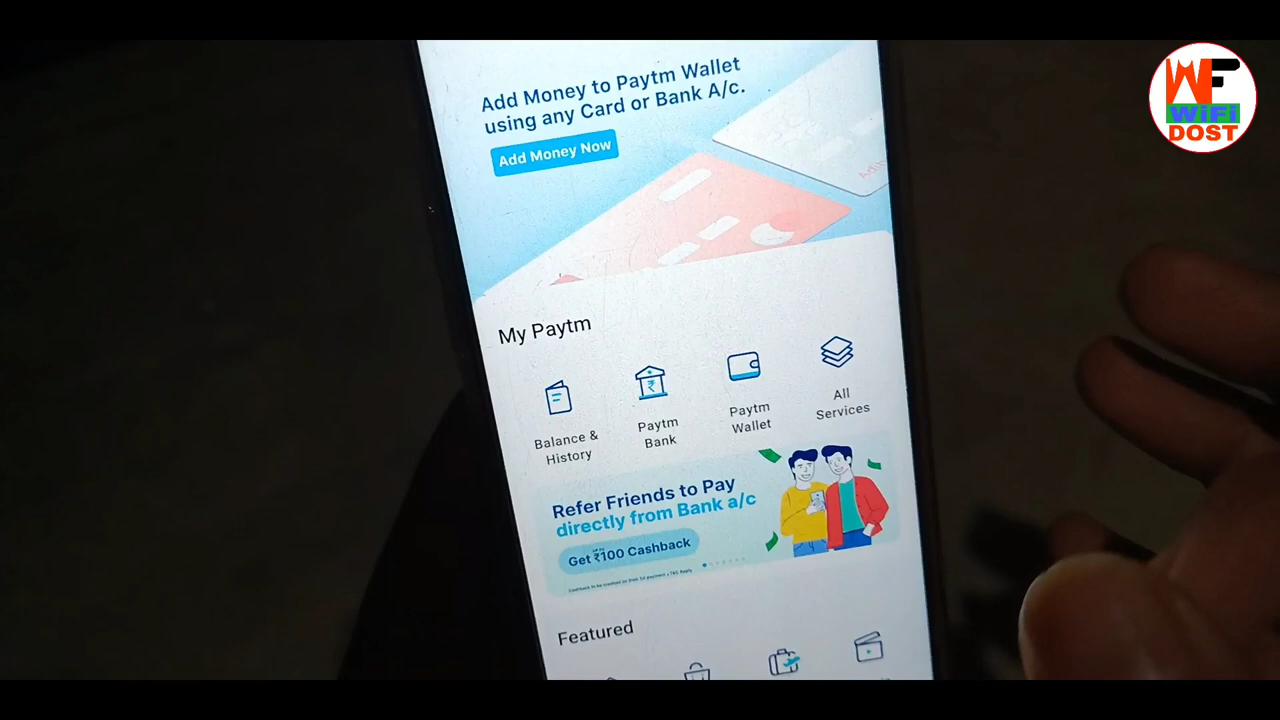 Add Money to Paytm Wallet
using any Card or Bank A/c.
Add Money Now
WF
WiFi
DOST
My Paytm
Balance &
History
Paytm
Bank
Paytm
Wallet
All
Services
Refer Friends to Pay
directly from Bank a/c
Get ₹100 Cashback
Featured